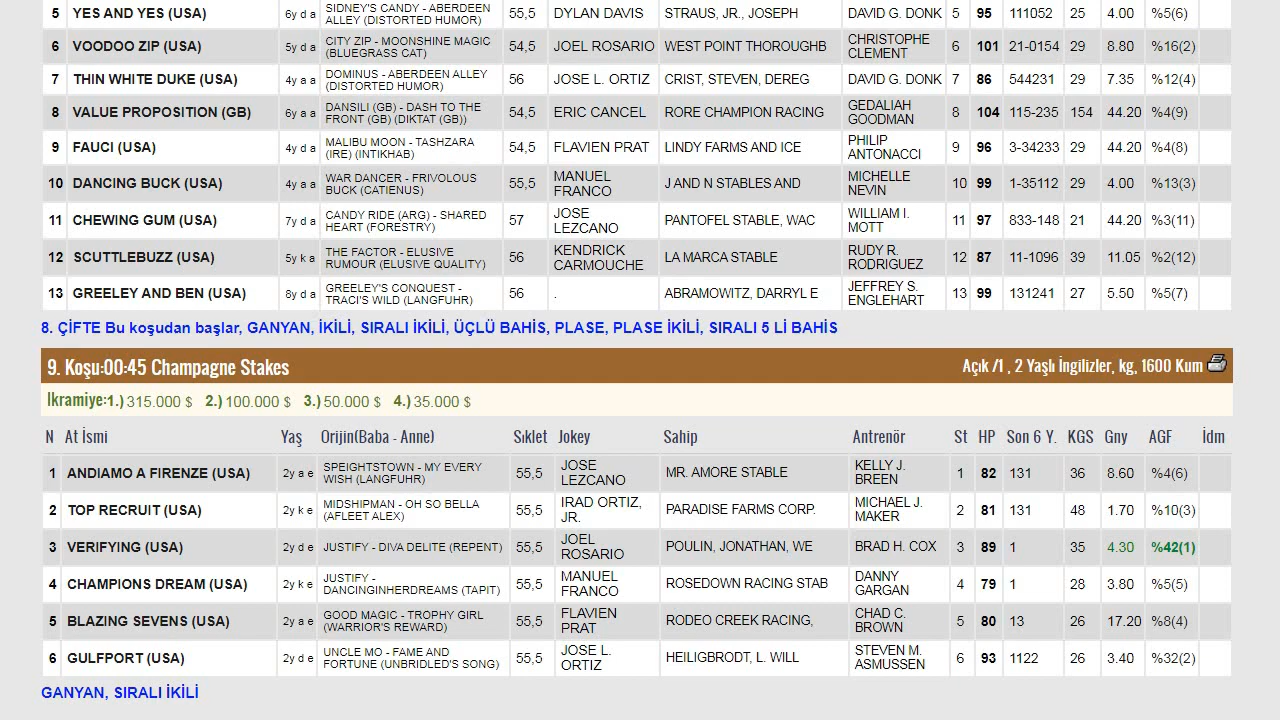 5 YES AND YES (USA) 6y d a SIDNEY'S CANDY - ABERDEEN ALLEY (DISTORTED HUMOR) 55,5 DYLAN DAVIS STRAUS, JR., JOSEPH DAVID G. DONK 5 95 111052 25 4.00 %5(6)
6 VOODOO ZIP (USA) 5y d a CITY ZIP - MOONSHINE MAGIC (BLUEGRASS CAT) 54,5 JOEL ROSARIO WEST POINT THOROUGHB CHRISTOPHE CLEMENT 6 101 21-0154 29 8.80 %16(2)
7 THIN WHITE DUKE (USA) 4y a a DOMINUS - ABERDEEN ALLEY (DISTORTED HUMOR) 56 JOSE L. ORTIZ CRIST, STEVEN, DEREG DAVID G. DONK 7 86 544231 29 7.35 %12(4)
8 VALUE PROPOSITION (GB) 6y a a DANSILI (GB) - DASH TO THE FRONT (GB) (DIKTAT (GB)) 54,5 ERIC CANCEL RORE CHAMPION RACING GEDALIAH GOODMAN 8 104 115-235 154 44.20 %4(9)
9 FAUCI (USA) 4y d a MALIBU MOON - TASHZARA (IRE) (INTIKHAB) 54,5 FLAVIEN PRAT LINDY FARMS AND ICE PHILIP ANTONACCI 9 96 3-34233 29 44.20 %4(8)
10 DANCING BUCK (USA) 4y a a WAR DANCER - FRIVOLOUS BUCK (CATIENUS) 55,5 MANUEL FRANCO J AND N STABLES AND MICHELLE NEVIN 10 99 1-35112 29 4.00 %13(3)
11 CHEWING GUM (USA) 7y d a CANDY RIDE (ARG) - SHARED HEART (FORESTRY) 57 JOSE LEZCANO PANTOFEL STABLE, WAC WILLIAM I. MOTT 11 97 833-148 21 44.20 %3(11)
12 SCUTTLEBUZZ (USA) 5y k a THE FACTOR - ELUSIVE RUMOUR (ELUSIVE QUALITY) 56 KENDRICK CARMOUCHE LA MARCA STABLE RUDY R. RODRIGUEZ 12 87 11-1096 39 11.05 %2(12)
13 GREELEY AND BEN (USA) 8y d a GREELEY'S CONQUEST - TRACI'S WILD (LANGFUHR) 56 . ABRAMOWITZ, DARRYL E JEFFREY S. ENGLEHART 13 99 131241 27 5.50 %5(7)
8. ÇİFTE Bu koşudan başlar, GANYAN, İKİLİ, SIRALI İKİLİ, ÜÇLÜ BAHİS, PLASE, PLASE İKİLİ, SIRALI 5 Lİ BAHİS
9. Koşu:00:45 Champagne Stakes Açık /1 , 2 Yaşlı İngilizler, kg, 1600 Kum
İkramiye:1.) 315.000 $ 2.) 100.000 $ 3.) 50.000 $ 4.) 35.000 $
N At İsmi Yaş Orijin(Baba - Anne) Sıklet Jokey Sahip Antrenör St HP Son 6 Y. KGS Gny AGF İdm
1 ANDIAMO A FIRENZE (USA) 2y a e SPEIGHTSTOWN - MY EVERY WISH (LANGFUHR) 55,5 JOSE LEZCANO MR. AMORE STABLE KELLY J. BREEN 1 82 131 36 8.60 %4(6)
2 TOP RECRUIT (USA) 2y k e MIDSHIPMAN - OH SO BELLA (AFLEET ALEX) 55,5 IRAD ORTIZ, JR. PARADISE FARMS CORP. MICHAEL J. MAKER 2 81 131 48 1.70 %10(3)
3 VERIFYING (USA) 2y d e JUSTIFY - DIVA DELITE (REPENT) 55,5 JOEL ROSARIO POULIN, JONATHAN, WE BRAD H. COX 3 89 1 35 4.30 %42(1)
4 CHAMPIONS DREAM (USA) 2y k e JUSTIFY - DANCINGINHERDREAMS (TAPIT) 55,5 MANUEL FRANCO ROSEDOWN RACING STAB DANNY GARGAN 4 79 1 28 3.80 %5(5)
5 BLAZING SEVENS (USA) 2y a e GOOD MAGIC - TROPHY GIRL (WARRIOR'S REWARD) 55,5 FLAVIEN PRAT RODEO CREEK RACING, CHAD C. BROWN 5 80 13 26 17.20 %8(4)
6 GULFPORT (USA) 2y d e UNCLE MO - FAME AND FORTUNE (UNBRIDLED'S SONG) 55,5 JOSE L. ORTIZ HEILIGBRODT, L. WILL STEVEN M. ASMUSSEN 6 93 1122 26 3.40 %32(2)
GANYAN, SIRALI İKİLİ